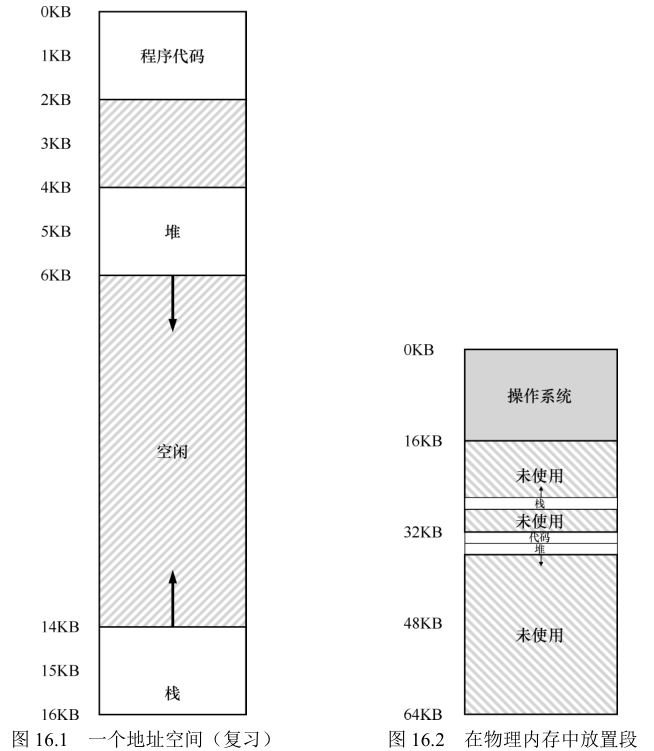 0KB
1KB
程序代码
2KB
3KB
4KB
5KB
堆
6KB
空闲
14KB
15KB
栈
16KB
图 16.1 一个地址空间（复习）
0KB
操作系统
16KB
未使用
栈
未使用
32KB
代码
堆
48KB
未使用
64KB
图 16.2 在物理内存中放置段